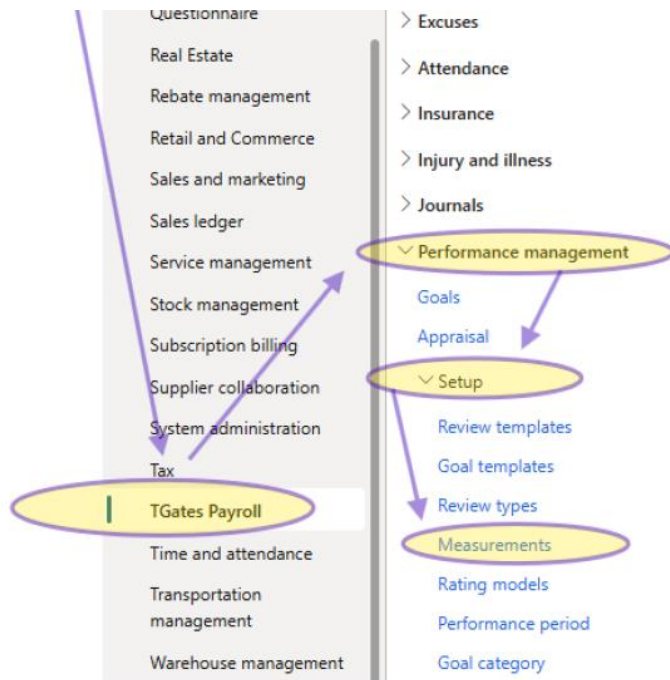 Questionnaire
Real Estate
Rebate management
Retail and Commerce
Sales and marketing
Sales ledger
Service management
Stock management
Subscription billing
Supplier collaboration
System administration
Tax
TGates Payroll
Time and attendance
Transportation
management
Warehouse management
Excuses
Attendance
Insurance
Injury and illness
Journals
Performance management
Goals
Appraisal
Setup
Review templates
Goal templates
Review types
Measurements
Rating models
Performance period
Goal category